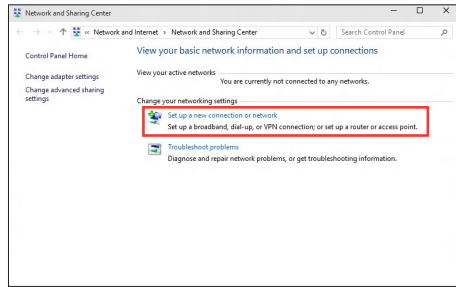 Network and Sharing Center
« Network and Internet › Network and Sharing Center
Search Control Panel
Control Panel Home
Change adapter settings
Change advanced sharing
settings
View your basic network information and set up connections
View your active networks
You are currently not connected to any networks.
Change your networking settings
Set up a new connection or network
Set up a broadband, dial-up, or VPN connection; or set up a router or access point.
Troubleshoot problems
Diagnose and repair network problems, or get troubleshooting information.